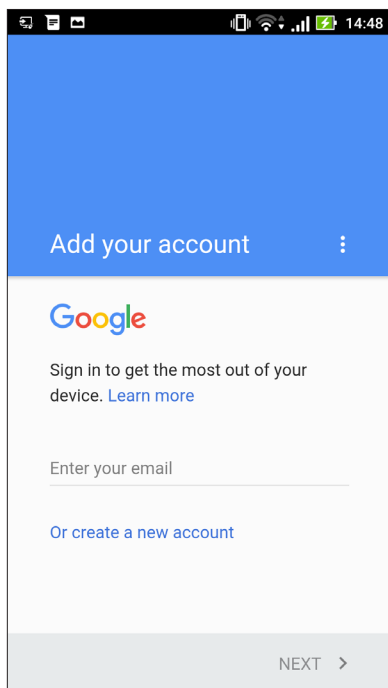 14:48
Add your account
Google
Sign in to get the most out of your
device. Learn more
Enter your email
Or create a new account
NEXT